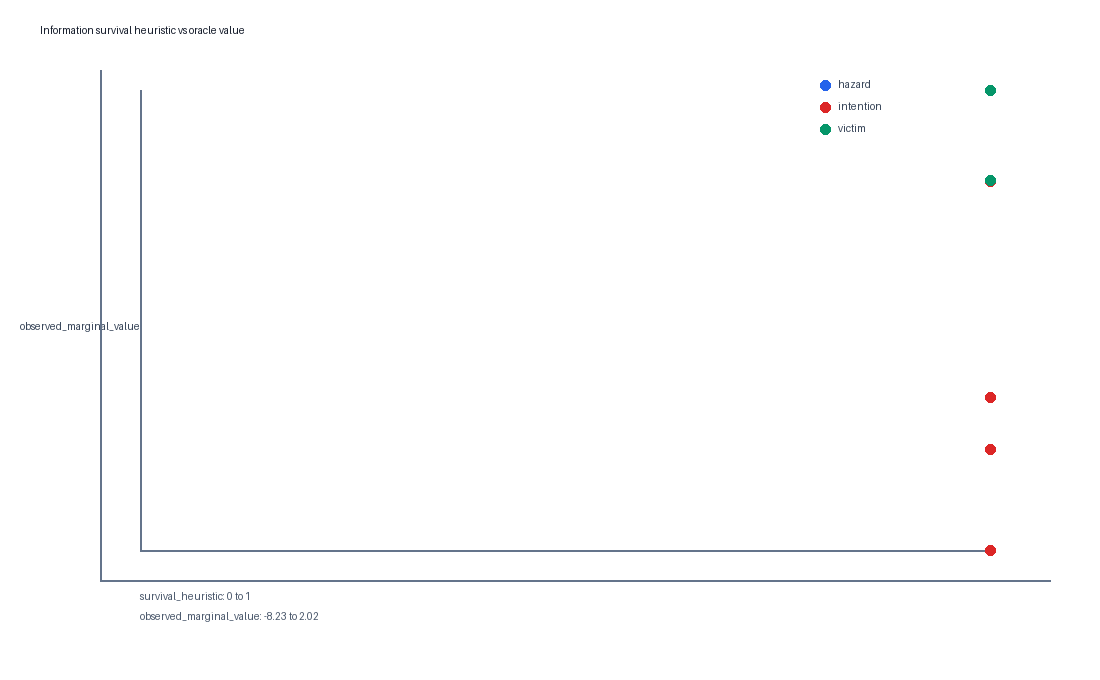 Information survival heuristic vs oracle value
hazard
intention
victim
observed_marginal_value
survival_heuristic: 0 to 1
observed_marginal_value: -8.23 to 2.02